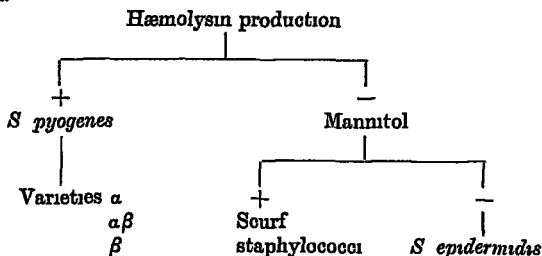 Hæmolysin production
+ −
S pyogenes Mannitol
Varieties α + −
αβ Scurf
β staphylococci S epidermidis